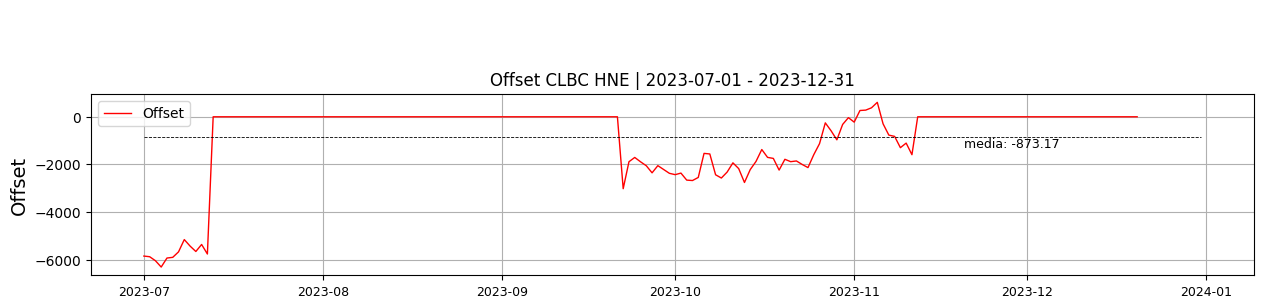 Offset CLBC HNE | 2023-07-01 - 2023-12-31
Offset
0
−2000
−4000
−6000
Offset
media: -873.17
2023-07
2023-08
2023-09
2023-10
2023-11
2023-12
2024-01